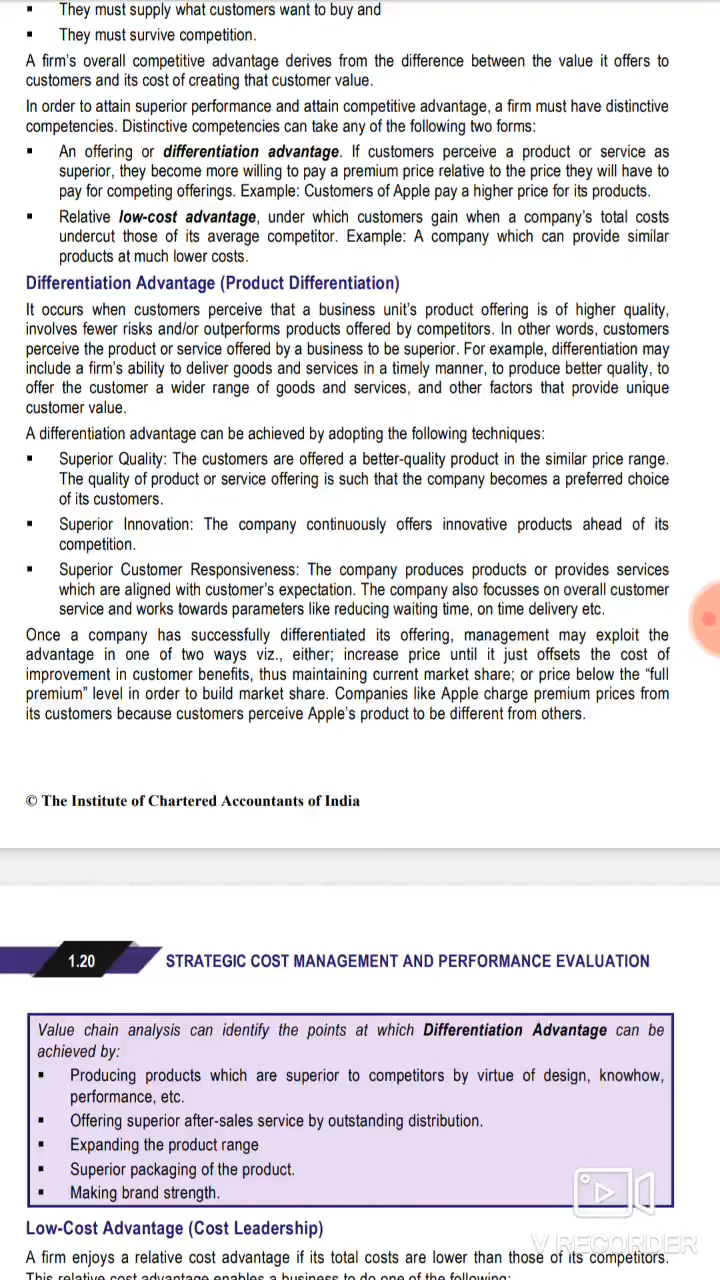 ▪ They must supply what customers want to buy and
▪ They must survive competition.
A firm's overall competitive advantage derives from the difference between the value it offers to
customers and its cost of creating that customer value.
In order to attain superior performance and attain competitive advantage, a firm must have distinctive
competencies. Distinctive competencies can take any of the following two forms:
▪ An offering or differentiation advantage. If customers perceive a product or service as
superior, they become more willing to pay a premium price relative to the price they will have to
pay for competing offerings. Example: Customers of Apple pay a higher price for its products.
▪ Relative low-cost advantage, under which customers gain when a company's total costs
undercut those of its average competitor. Example: A company which can provide similar
products at much lower costs.
Differentiation Advantage (Product Differentiation)
It occurs when customers perceive that a business unit's product offering is of higher quality,
involves fewer risks and/or outperforms products offered by competitors. In other words, customers
perceive the product or service offered by a business to be superior. For example, differentiation may
include a firm's ability to deliver goods and services in a timely manner, to produce better quality, to
offer the customer a wider range of goods and services, and other factors that provide unique
customer value.
A differentiation advantage can be achieved by adopting the following techniques:
▪ Superior Quality: The customers are offered a better-quality product in the similar price range.
The quality of product or service offering is such that the company becomes a preferred choice
of its customers.
▪ Superior Innovation: The company continuously offers innovative products ahead of its
competition.
▪ Superior Customer Responsiveness: The company produces products or provides services
which are aligned with customer's expectation. The company also focusses on overall customer
service and works towards parameters like reducing waiting time, on time delivery etc.
Once a company has successfully differentiated its offering, management may exploit the
advantage in one of two ways viz., either; increase price until it just offsets the cost of
improvement in customer benefits, thus maintaining current market share; or price below the “full
premium” level in order to build market share. Companies like Apple charge premium prices from
its customers because customers perceive Apple's product to be different from others.
© The Institute of Chartered Accountants of India
1.20 STRATEGIC COST MANAGEMENT AND PERFORMANCE EVALUATION
Value chain analysis can identify the points at which Differentiation Advantage can be
achieved by:
▪ Producing products which are superior to competitors by virtue of design, knowhow,
performance, etc.
▪ Offering superior after-sales service by outstanding distribution.
▪ Expanding the product range
▪ Superior packaging of the product.
▪ Making brand strength.
Low-Cost Advantage (Cost Leadership)
V RECORDER
A firm enjoys a relative cost advantage if its total costs are lower than those of its competitors.
This relative cost advantage enables a business to do one of the following: